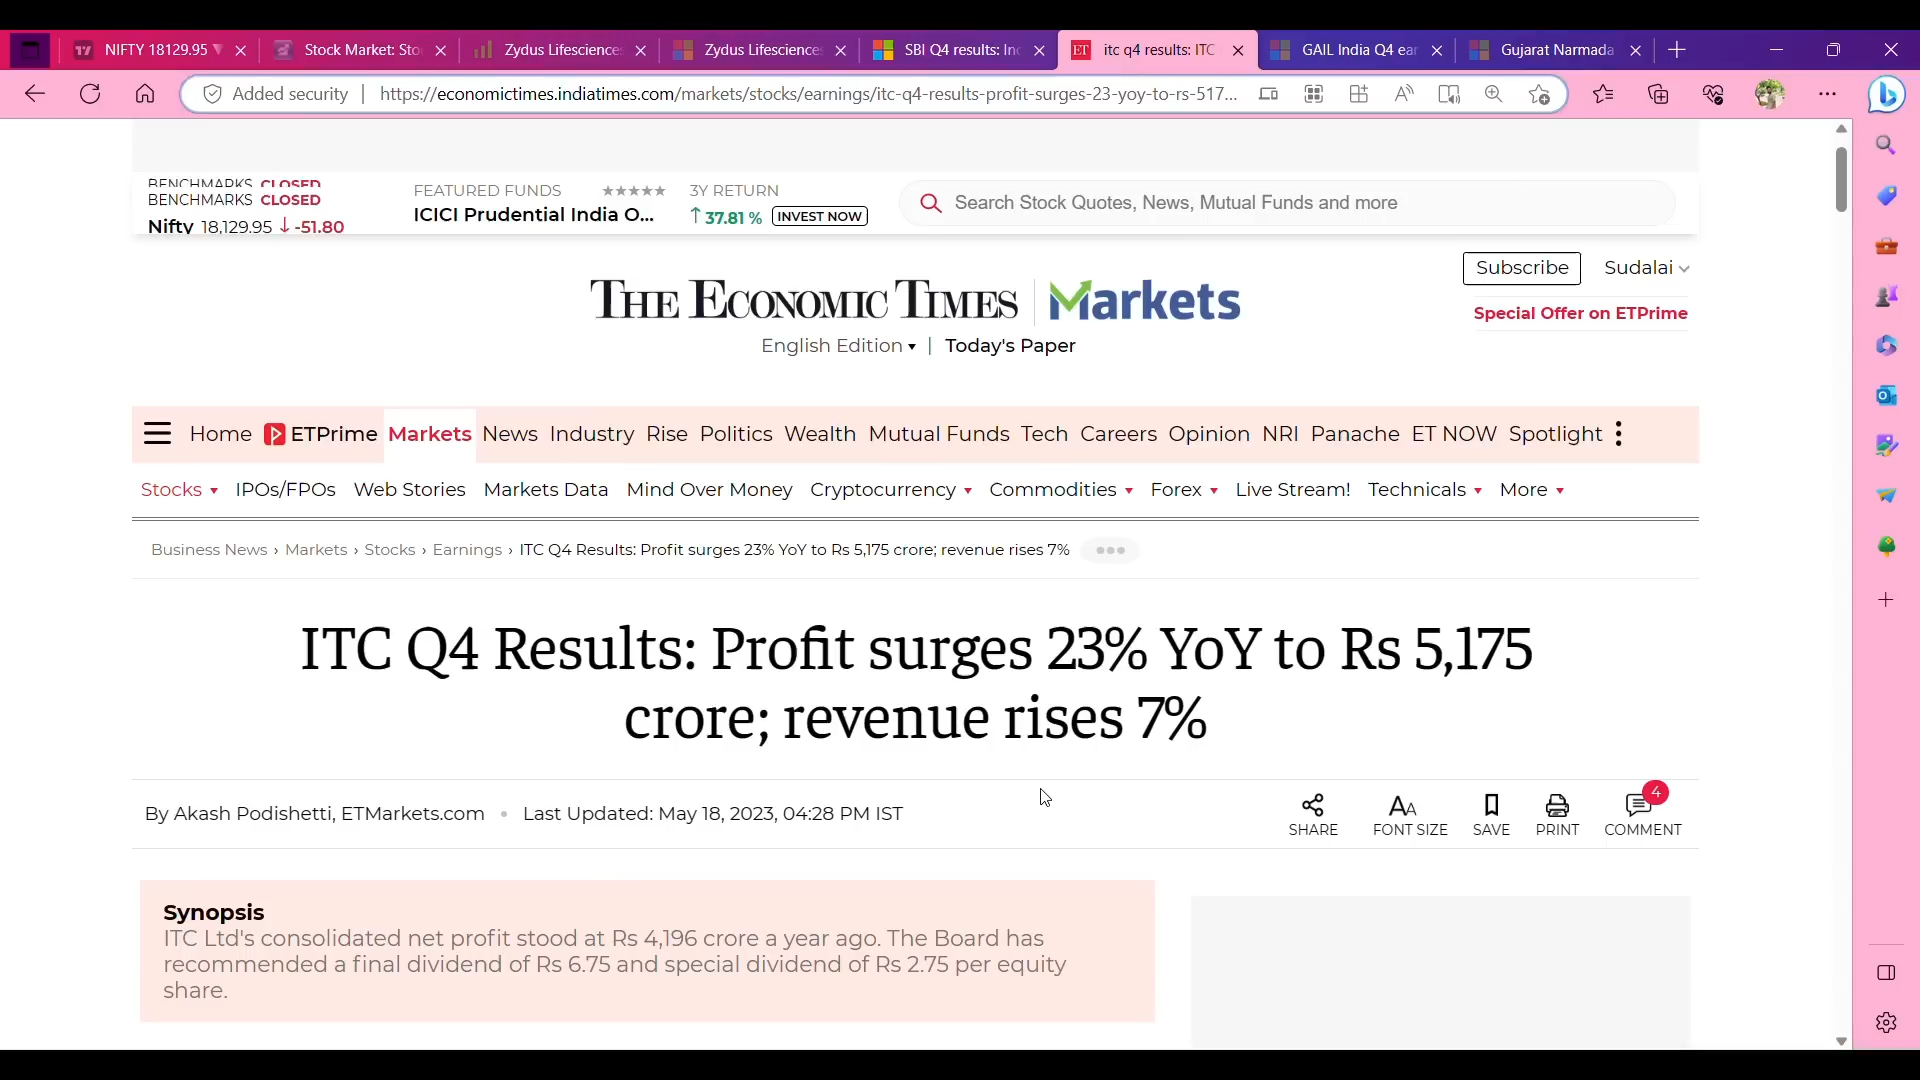 NIFTY 18129.95
Stock Market: Sto
Zydus Lifescience
Zydus Lifesciences
SBI Q4 results: In
itc q4 results: ITC
GAIL India Q4 ear
Gujarat Narmada
Added security
https://economictimes.indiatimes.com/markets/stocks/earnings/itc-q4-results-profit-surges-23-yoy-to-rs-517...
BENCHMARKS CLOSED
BENCHMARKS CLOSED
Nifty 18,129.95 ↓ -51.80
FEATURED FUNDS ★★★★★
ICICI Prudential India O...
3Y RETURN
↑ 37.81 % INVEST NOW
Search Stock Quotes, News, Mutual Funds and more
Subscribe
Sudalai
Special Offer on ETPrime
THE ECONOMIC TIMES | Markets
English Edition ▾ | Today's Paper
Home ETPrime Markets News Industry Rise Politics Wealth Mutual Funds Tech Careers Opinion NRI Panache ET NOW Spotlight
Stocks ▾ IPOs/FPOs Web Stories Markets Data Mind Over Money Cryptocurrency ▾ Commodities ▾ Forex ▾ Live Stream! Technicals ▾ More ▾
Business News › Markets › Stocks › Earnings › ITC Q4 Results: Profit surges 23% YoY to Rs 5,175 crore; revenue rises 7%
ITC Q4 Results: Profit surges 23% YoY to Rs 5,175
crore; revenue rises 7%
By Akash Podishetti, ETMarkets.com • Last Updated: May 18, 2023, 04:28 PM IST
SHARE
FONT SIZE
SAVE
PRINT
4
COMMENT
Synopsis
ITC Ltd's consolidated net profit stood at Rs 4,196 crore a year ago. The Board has
recommended a final dividend of Rs 6.75 and special dividend of Rs 2.75 per equity
share.